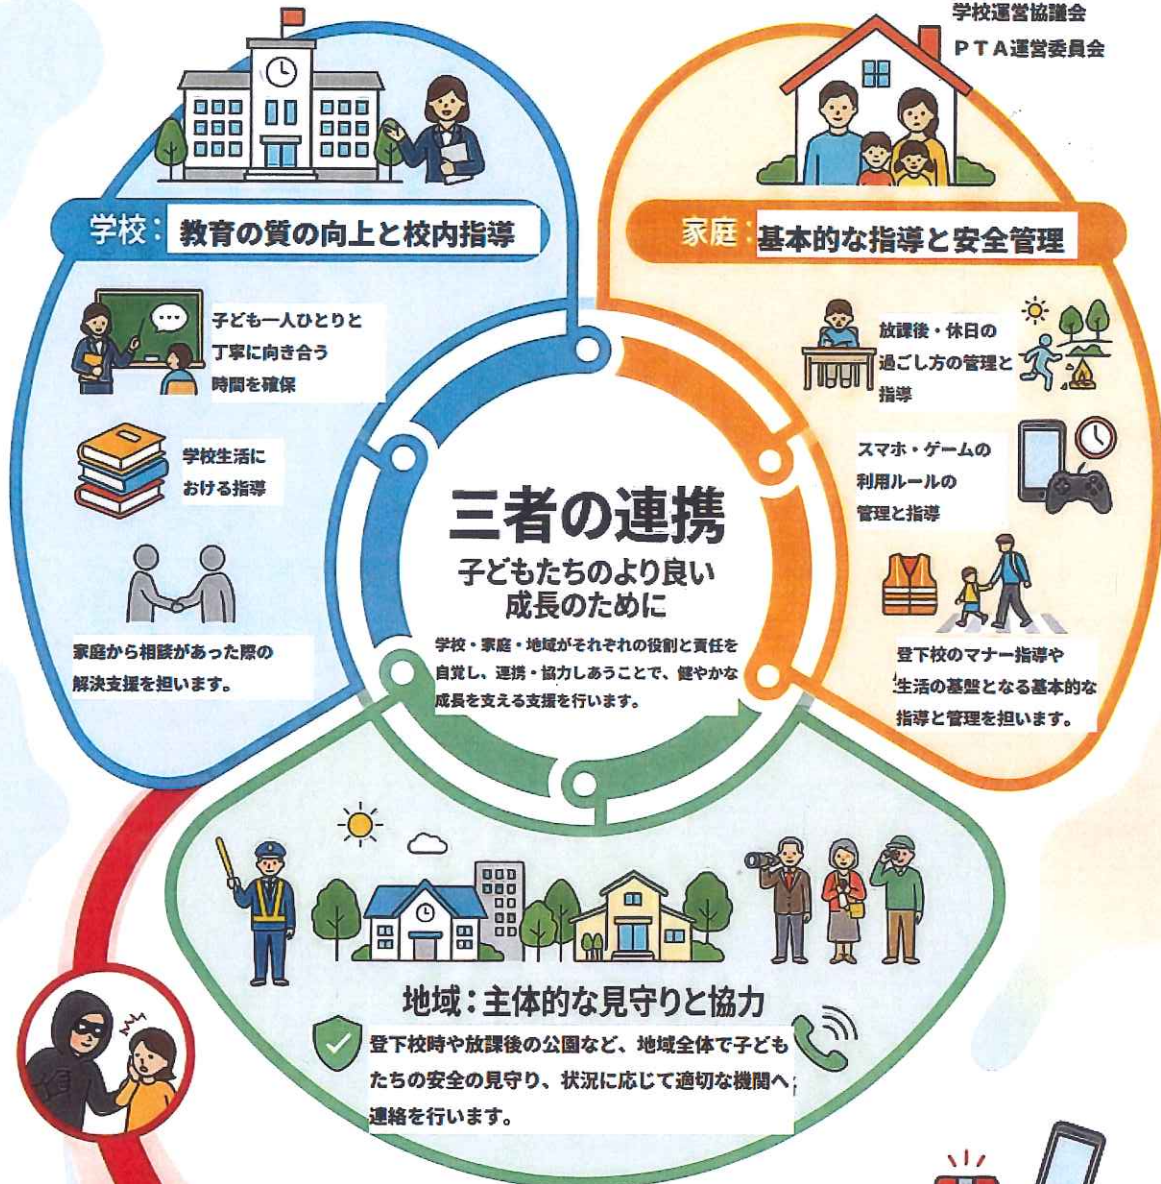 学校運営協議会
PTA運営委員会
学校：教育の質の向上と校内指導
家庭：基本的な指導と安全管理
子ども一人ひとりと
丁寧に向き合う
時間を確保
学校生活に
おける指導
家庭から相談があった際の
解決支援を担います。
放課後・休日の
過ごし方の管理と
指導
スマホ・ゲームの
利用ルールの
管理と指導
登下校のマナー指導や
生活の基盤となる基本的な
指導と管理を担います。
三者の連携
子どもたちのより良い
成長のために
学校・家庭・地域がそれぞれの役割と責任を
自覚し、連携・協力しあうことで、健やかな
成長を支える支援を行います。
地域：主体的な見守りと協力
登下校時や放課後の公園など、地域全体で子ども
たちの安全の見守り、状況に応じて適切な機関へ
連絡を行います。